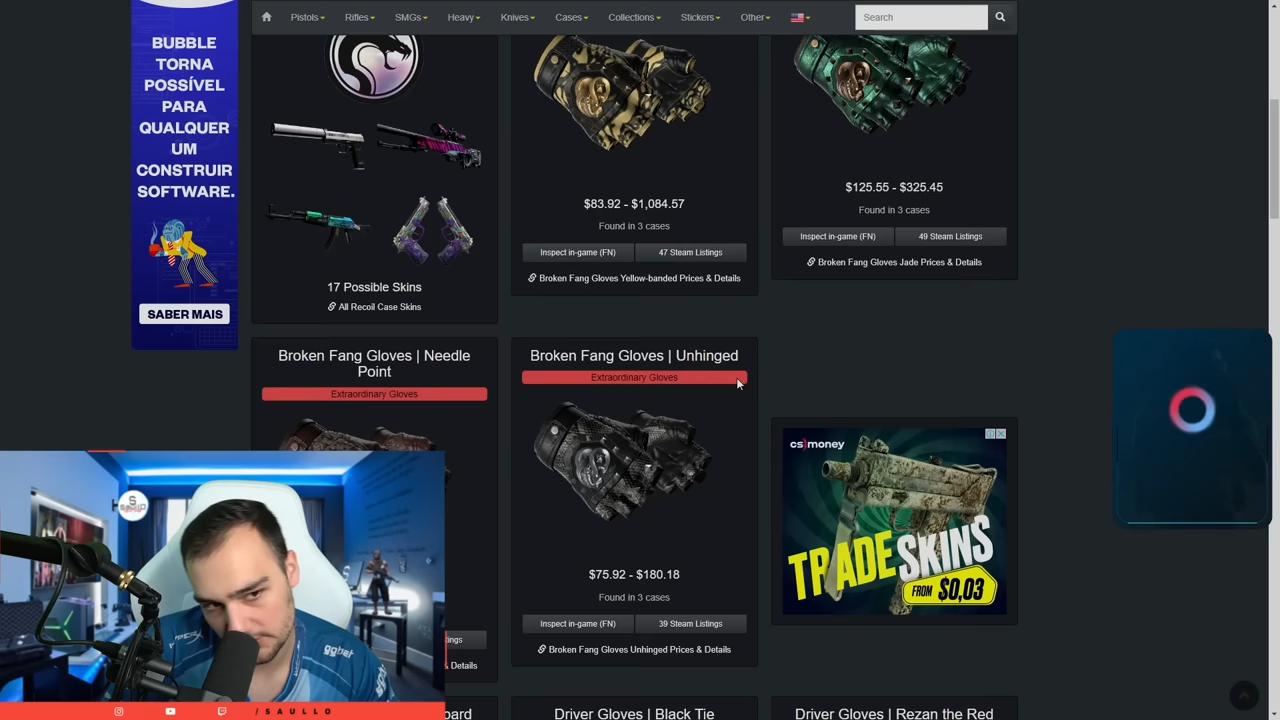 Pistols
Rifles
SMGs
Heavy
Knives
Cases
Collections
Stickers
Other
Search
BUBBLE
TORNA
POSSÍVEL
PARA
QUALQUER
UM
CONSTRUIR
SOFTWARE.
SABER MAIS
17 Possible Skins
All Recoil Case Skins
$83.92 - $1,084.57
Found in 3 cases
Inspect in-game (FN)
47 Steam Listings
Broken Fang Gloves Yellow-banded Prices & Details
$125.55 - $325.45
Found in 3 cases
Inspect in-game (FN)
49 Steam Listings
Broken Fang Gloves Jade Prices & Details
Broken Fang Gloves | Needle
Point
Extraordinary Gloves
Broken Fang Gloves | Unhinged
Extraordinary Gloves
$75.92 - $180.18
Found in 3 cases
Inspect in-game (FN)
39 Steam Listings
Broken Fang Gloves Unhinged Prices & Details
cs money
TRADE SKINS
FROM $0,03
tings
& Details
HYPERX
ggbet
/SAULLO
Driver Gloves | Black Tie
Driver Gloves | Rezan the Red